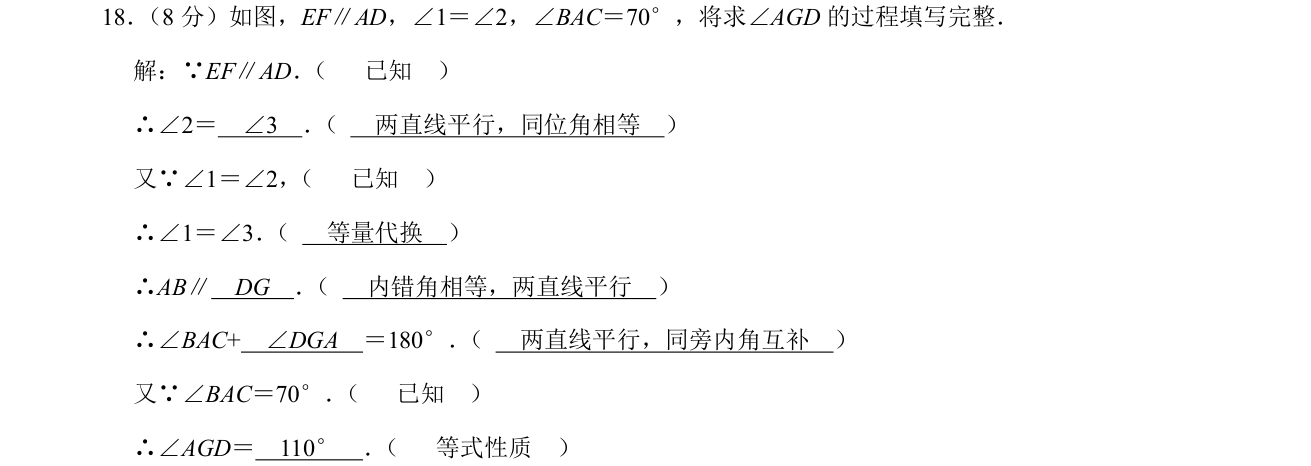 18.（8 分）如图，EF∥AD，∠1＝∠2，∠BAC＝70°，将求∠AGD 的过程填写完整.
解：∵EF∥AD.（ 已知 ）
∴∠2＝ ∠3 .（ 两直线平行，同位角相等 ）
又∵∠1＝∠2，（ 已知 ）
∴∠1＝∠3.（ 等量代换 ）
∴AB∥ DG .（ 内错角相等，两直线平行 ）
∴∠BAC+ ∠DGA ＝180°.（ 两直线平行，同旁内角互补 ）
又∵∠BAC＝70°.（ 已知 ）
∴∠AGD＝ 110° .（ 等式性质 ）